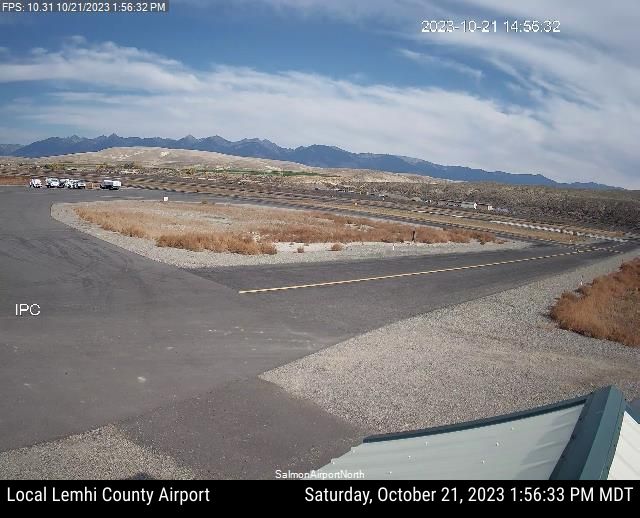 FPS: 10.31 10/21/2023 1:56:32 PM
2023-10-21 14:55:32
IPC
SalmonAirportNorth
Local Lemhi County Airport
Saturday, October 21, 2023 1:56:33 PM MDT